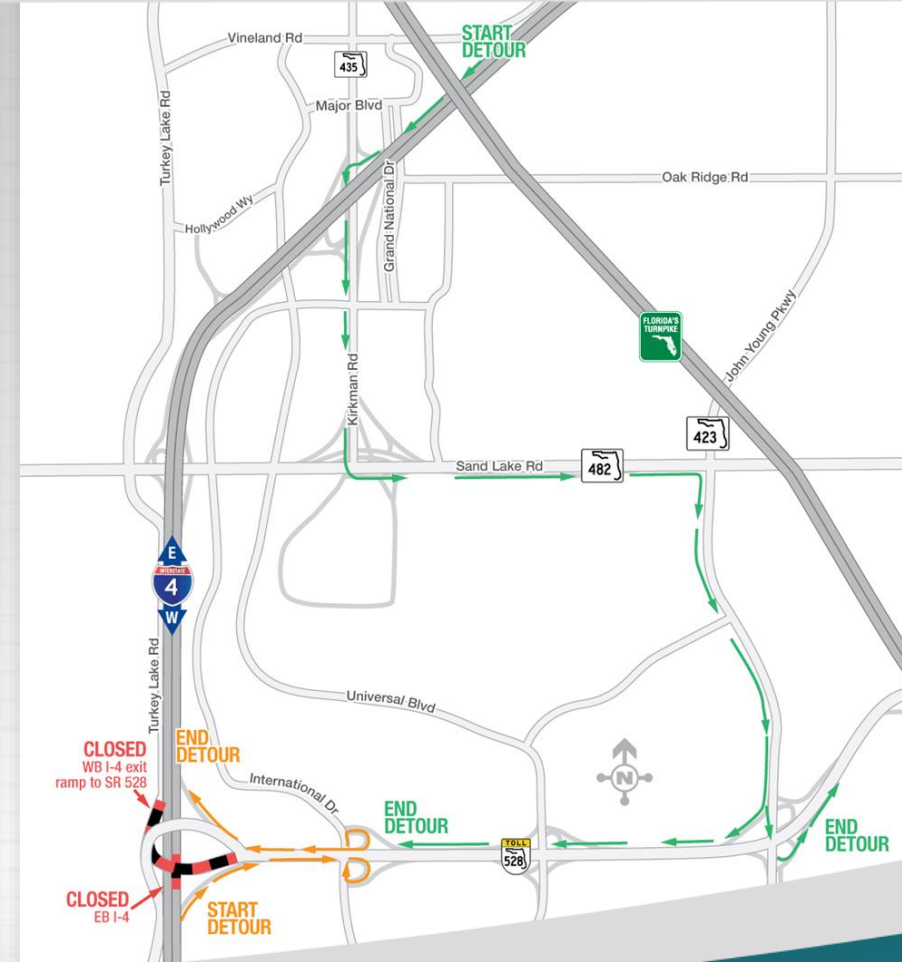 START
DETOUR
Vineland Rd
435
Major Blvd
Turkey Lake Rd
Grand National Dr
Oak Ridge Rd
Hollywood Wy
FLORIDA'S
TURNPIKE
John Young Pkwy
Kirkman Rd
423
Sand Lake Rd
482
E
INTERSTATE
4
W
Turkey Lake Rd
Universal Blvd
N
END
DETOUR
CLOSED
WB I-4 exit
ramp to SR 528
International Dr
END
DETOUR
END
DETOUR
TOLL
528
CLOSED
EB I-4
START
DETOUR